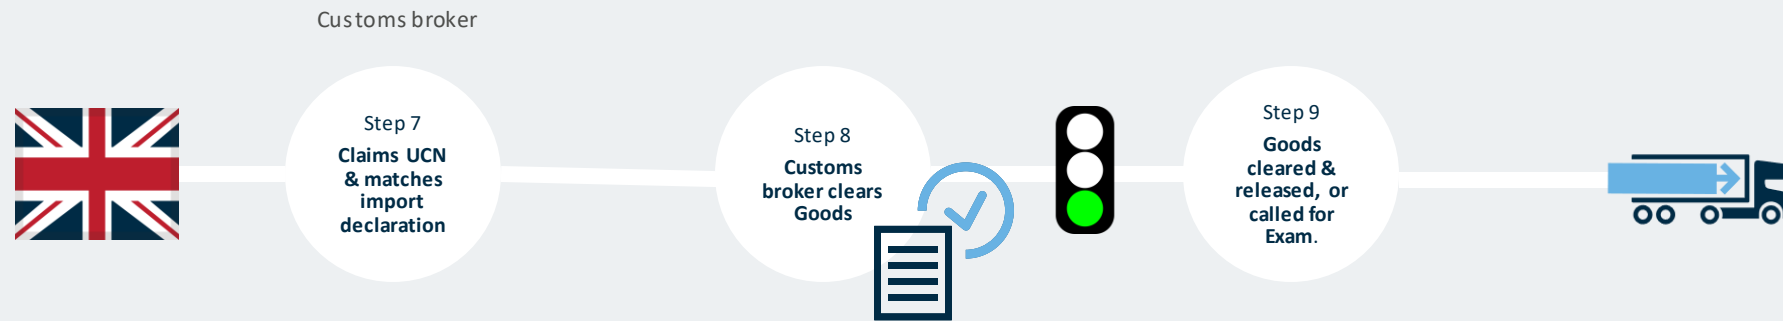 Customs broker
Step 7
Claims UCN
& matches
import
declaration
Step 8
Customs
broker clears
Goods
Step 9
Goods
cleared &
released, or
called for
Exam.